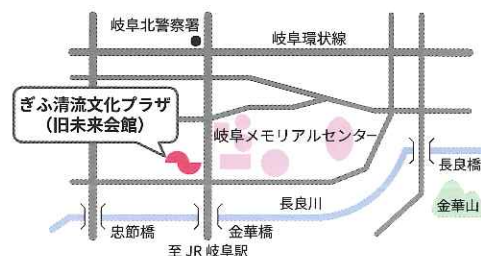 岐阜北警察署
岐阜環状線
ぎふ清流文化プラザ
（旧未来会館）
岐阜メモリアルセンター
長良橋
長良川
金華山
忠節橋
金華橋
至 JR 岐阜駅